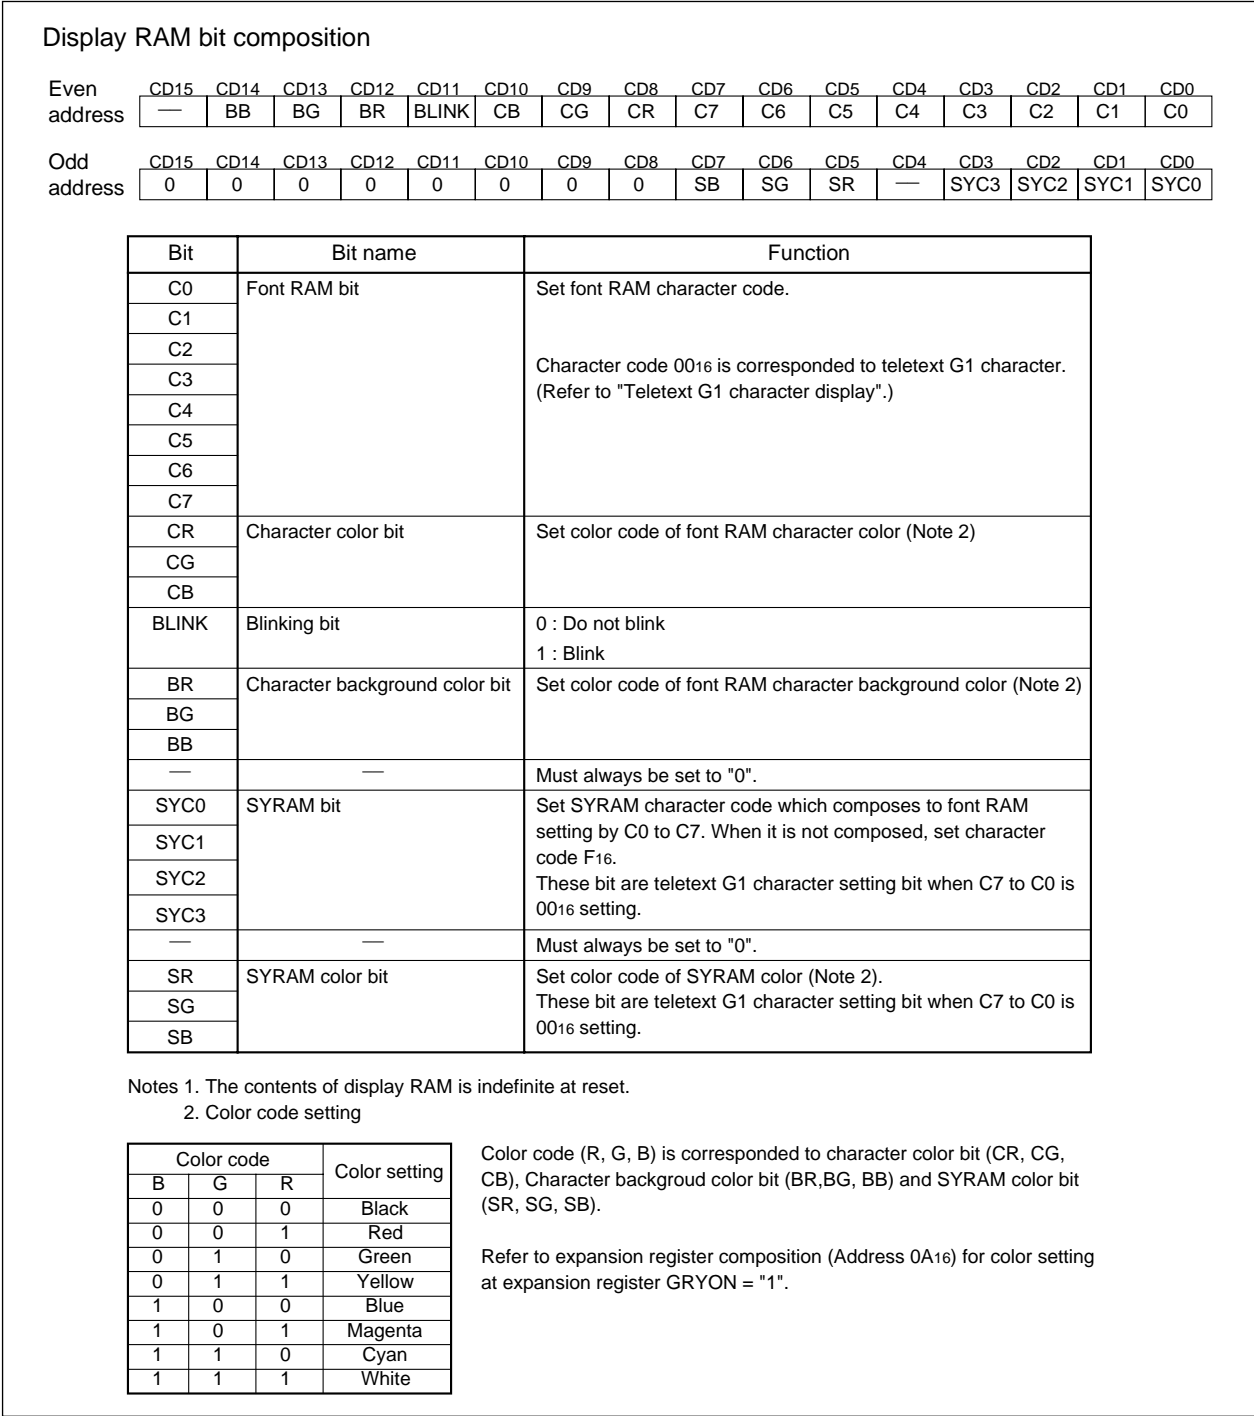 Display RAM bit composition
Even address
CD15 CD14 CD13 CD12 CD11 CD10 CD9 CD8 CD7 CD6 CD5 CD4 CD3 CD2 CD1 CD0
— BB BG BR BLINK CB CG CR C7 C6 C5 C4 C3 C2 C1 C0
Odd address
CD15 CD14 CD13 CD12 CD11 CD10 CD9 CD8 CD7 CD6 CD5 CD4 CD3 CD2 CD1 CD0
0 0 0 0 0 0 0 0 SB SG SR — SYC3 SYC2 SYC1 SYC0
Bit Bit name Function
C0 Font RAM bit Set font RAM character code.
C1
C2
Character code 0016 is corresponded to teletext G1 character.
C3
(Refer to "Teletext G1 character display".)
C4
C5
C6
C7
CR Character color bit Set color code of font RAM character color (Note 2)
CG
CB
BLINK Blinking bit 0 : Do not blink
1 : Blink
BR Character background color bit Set color code of font RAM character background color (Note 2)
BG
BB
— — Must always be set to "0".
SYC0 SYRAM bit Set SYRAM character code which composes to font RAM
setting by C0 to C7. When it is not composed, set character
SYC1
code F16.
SYC2
These bit are teletext G1 character setting bit when C7 to C0 is
0016 setting.
SYC3
— — Must always be set to "0".
SR SYRAM color bit Set color code of SYRAM color (Note 2).
SG These bit are teletext G1 character setting bit when C7 to C0 is
0016 setting.
SB
Notes 1. The contents of display RAM is indefinite at reset.
2. Color code setting
Color code Color setting
B G R
0 0 0 Black
0 0 1 Red
0 1 0 Green
0 1 1 Yellow
1 0 0 Blue
1 0 1 Magenta
1 1 0 Cyan
1 1 1 White
Color code (R, G, B) is corresponded to character color bit (CR, CG,
CB), Character backgroud color bit (BR,BG, BB) and SYRAM color bit
(SR, SG, SB).
Refer to expansion register composition (Address 0A16) for color setting
at expansion register GRYON = "1".